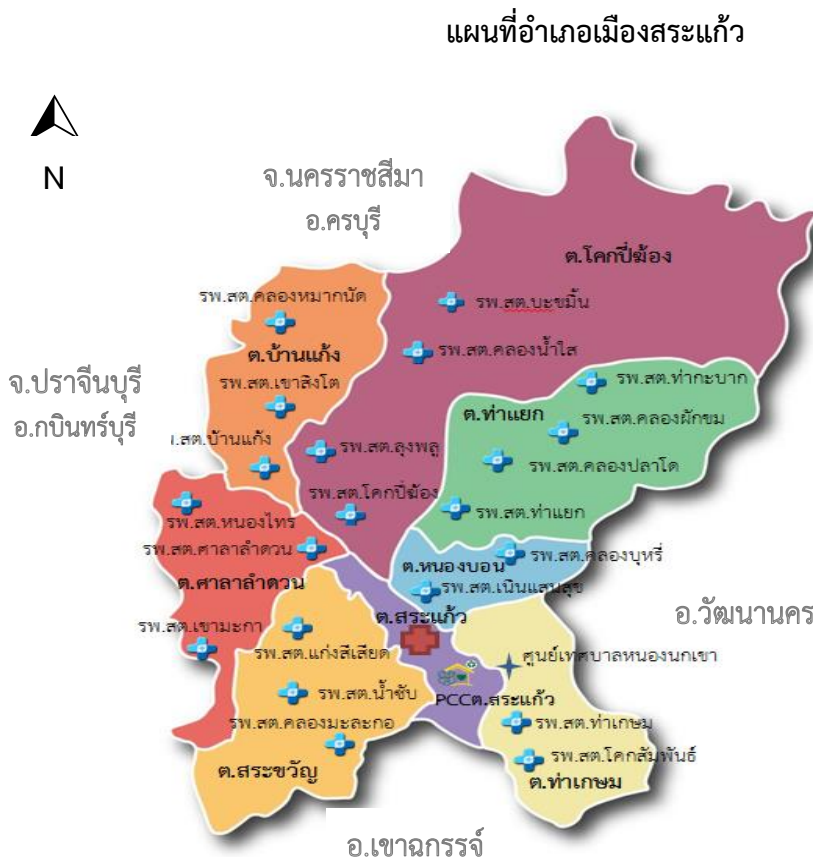 แผนที่อำเภอเมืองสระแก้ว
N
จ.นครราชสีมา
อ.ครบุรี
ต.โคกปี่ฆ้อง
รพ.สต.คลองหมากนัด
รพ.สต.บะขมิ้น
ต.บ้านแก้ง
รพ.สต.คลองน้ำใส
จ.ปราจีนบุรี
อ.กบินทร์บุรี
รพ.สต.เขาสิงโต
รพ.สต.ท่ากะบาก
ต.ท่าแยก
รพ.สต.คลองผักขม
.สต.บ้านแก้ง
รพ.สต.ลุงพลู
รพ.สต.คลองปลาโด
รพ.สต.โคกปี่ฆ้อง
รพ.สต.ท่าแยก
รพ.สต.หนองไทร
รพ.สต.ศาลาลำดวน
รพ.สต.คลองบุหรี่
ต.หนองบอน
ต.ศาลาลำดวน
รพ.สต.เนินแสนสุข
ต.สระแก้ว
อ.วัฒนานคร
รพ.สต.เขามะกา
รพ.สต.แก่งสีเสียด
ศูนย์เทศบาลหนองนกเขา
รพ.สต.น้ำซับ
PCCต.สระแก้ว
รพ.สต.คลองมะละกอ
รพ.สต.ท่าเกษม
รพ.สต.โคกสัมพันธ์
ต.สระขวัญ
ต.ท่าเกษม
อ.เขาฉกรรจ์